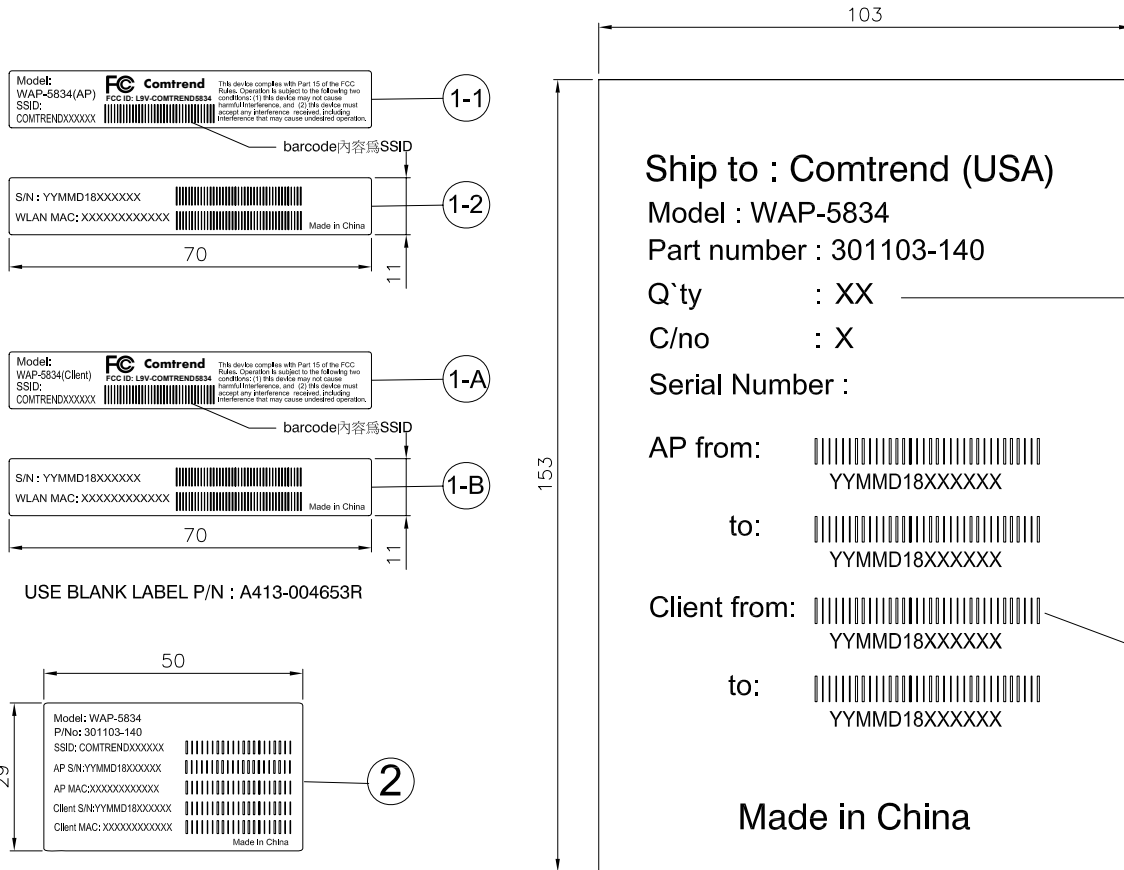 Model:
WAP-5834(AP)
SSID:
COMTRENDXXXXXX
FC Comtrend
FCC ID: L9V-COMTREND5834
This device complies with Part 15 of the FCC
Rules. Operation is subject to the following two
conditions: (1) this device may not cause
harmful Interference, and (2) this device must
accept any interference received, including
Interference that may cause undesired operation.
1-1
barcode內容爲SSID
S/N : YYMMD18XXXXXX
WLAN MAC: XXXXXXXXXXXX
Made in China
1-2
70
11
Model:
WAP-5834(Client)
SSID:
COMTRENDXXXXXX
FC Comtrend
FCC ID: L9V-COMTREND5834
This device complies with Part 15 of the FCC
Rules. Operation is subject to the following two
conditions: (1) this device may not cause
harmful Interference, and (2) this device must
accept any interference received, including
Interference that may cause undesired operation.
1-A
barcode內容爲SSID
S/N : YYMMD18XXXXXX
WLAN MAC: XXXXXXXXXXXX
Made in China
1-B
70
11
USE BLANK LABEL P/N : A413-004653R
50
29
Model: WAP-5834
P/No: 301103-140
SSID: COMTRENDXXXXXX
AP S/N:YYMMD18XXXXXX
AP MAC:XXXXXXXXXXXX
Client S/N:YYMMD18XXXXXX
Client MAC: XXXXXXXXXXXX
Made in China
2
103
153
Ship to : Comtrend (USA)
Model : WAP-5834
Part number : 301103-140
Q`ty : XX
C/no : X
Serial Number :
AP from:
YYMMD18XXXXXX
to:
YYMMD18XXXXXX
Client from:
YYMMD18XXXXXX
to:
YYMMD18XXXXXX
Made in China